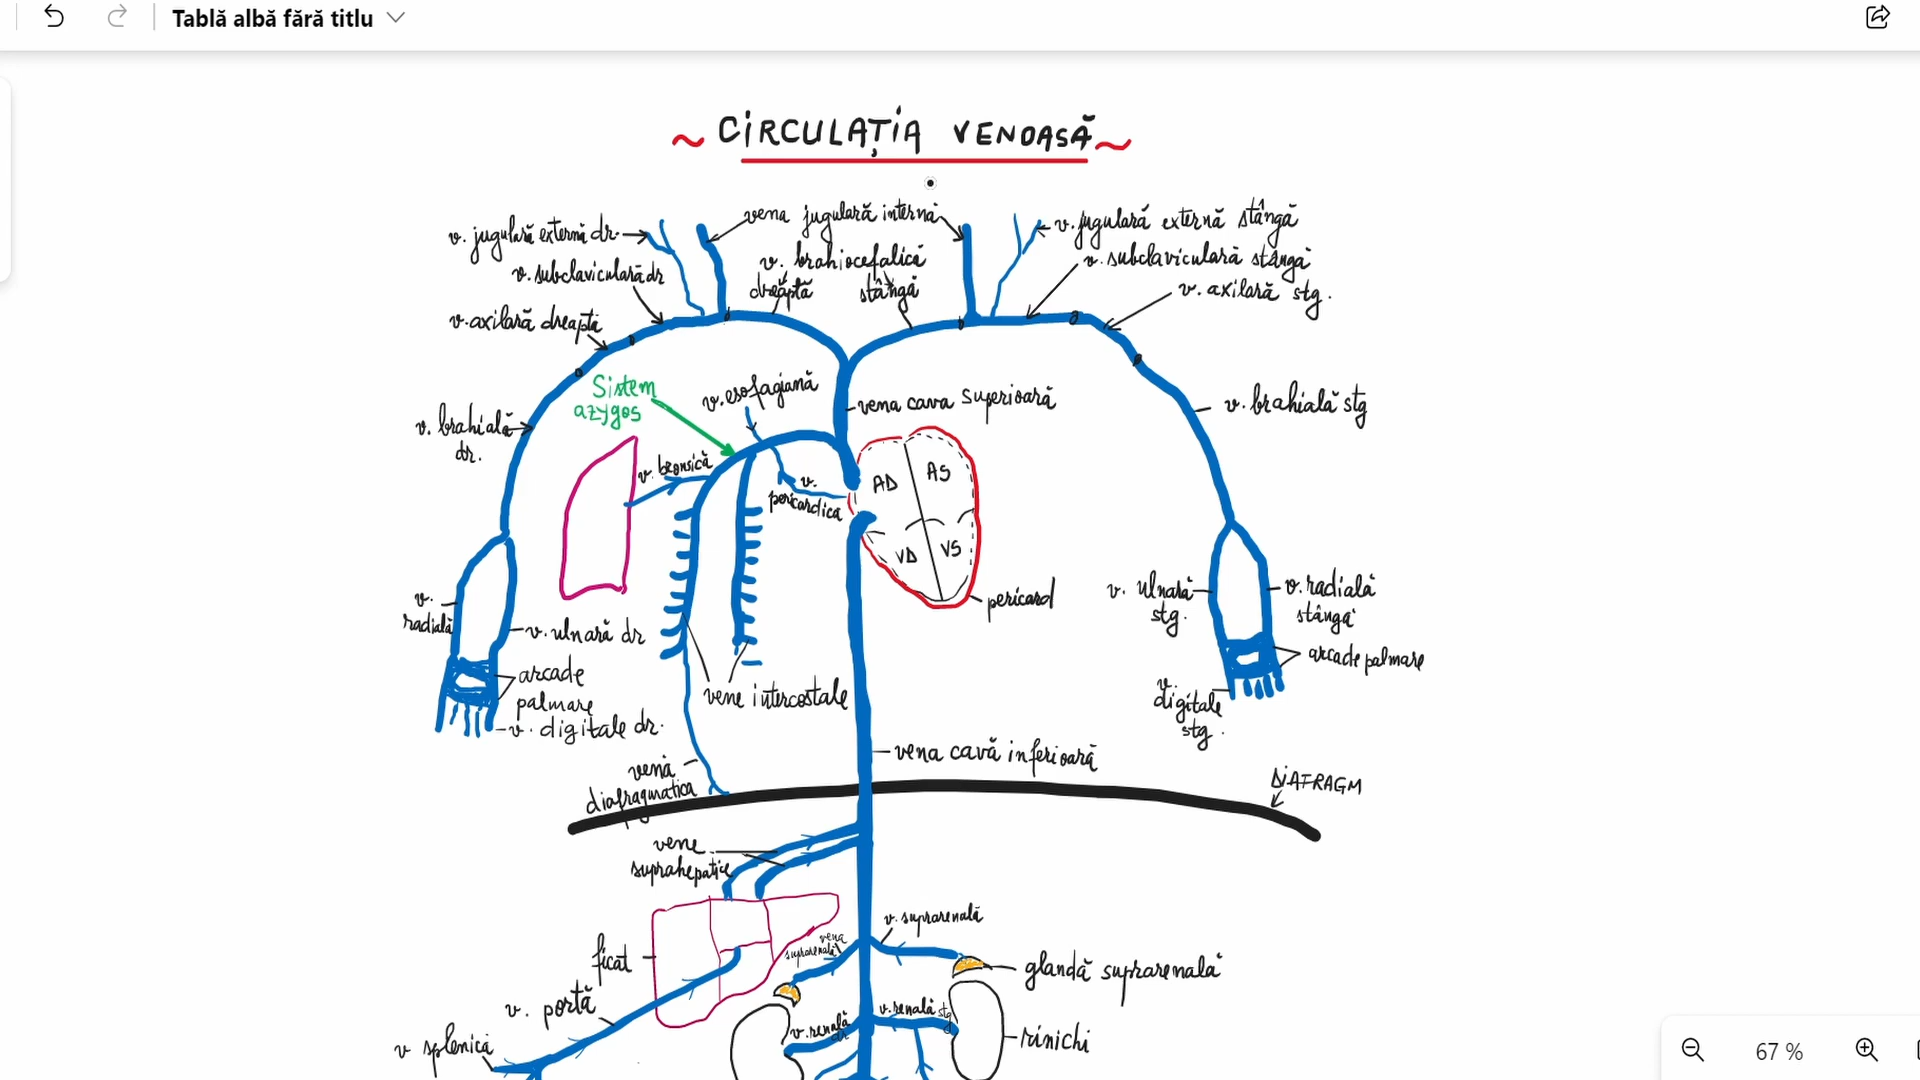 Tablă albă fără titlu
~ CIRCULAȚIA VENOASĂ ~
v. jugulară externă dr
vena jugulară internă
v. jugulară externă stângă
v. subclaviculară dr
v. brahiocefalică
dreăptă stângă
v. subclaviculară stângă
v. axilară stg.
v. axilară dreaptă
Sistem
azygos
v. esofagiană
vena cava superioară
v. brahială
dr.
v. brahială stg
v. bronsică
v.
pericardica
AD
AS
VD
VS
pericard
v.
radială
v. ulnară dr
arcade
palmare
v. digitale dr.
vene intercostale
v. ulnară
stg.
v. radială
stângă
arcade palmare
v.
digitale
stg.
vena cavă inferioară
venă
diafragmatica
DIAFRAGM
vene
suprahepatice
ficat
vena
suprarenală
v. suprarenală
glandă suprarenală
v. portă
v. renală
dr
v. renală stg
rinichi
v splenică
67 %